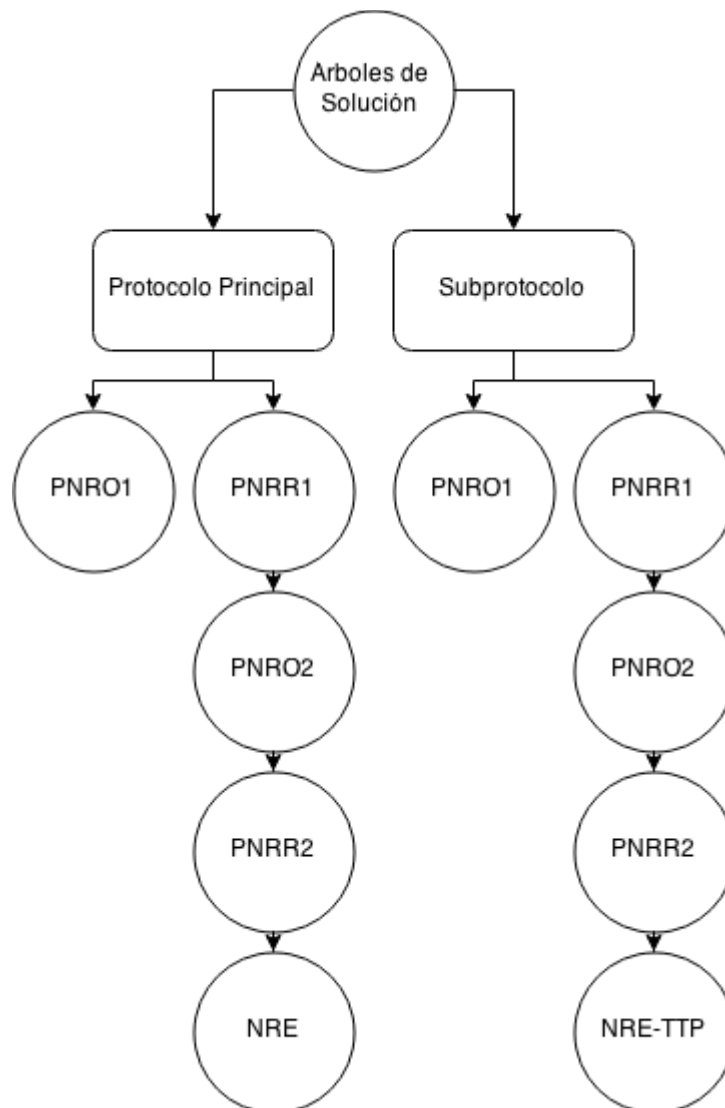 Arboles de
Solución
Protocolo Principal
Subprotocolo
PNRO1
PNRR1
PNRO1
PNRR1
PNRO2
PNRO2
PNRR2
PNRR2
NRE
NRE-TTP